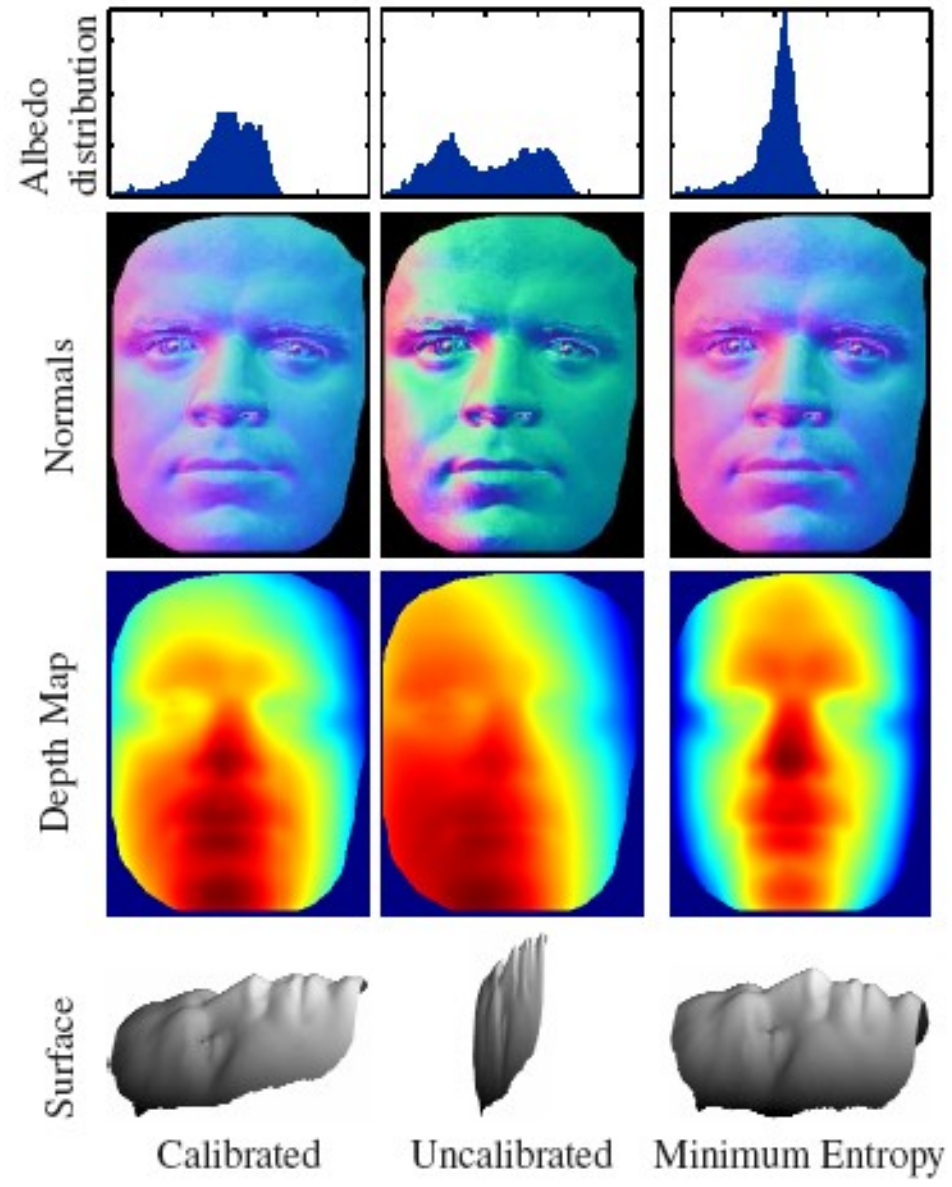 Albedo
distribution
Normals
Depth Map
Surface
Calibrated
Uncalibrated
Minimum Entropy